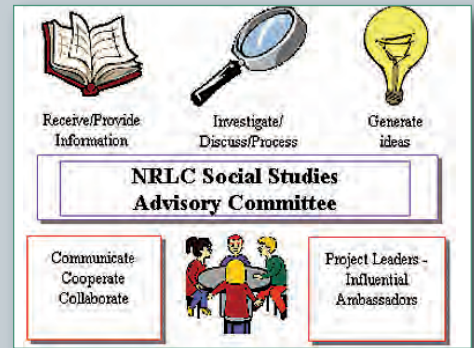 Receive/Provide
Information
Investigate/
Discuss/Process
Generate
ideas
NRLC Social Studies
Advisory Committee
Communicate
Cooperate
Collaborate
Project Leaders -
Influential
Ambassadors